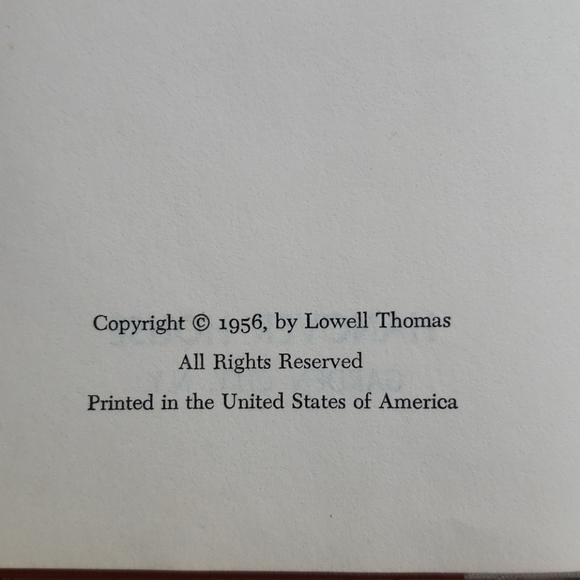 Copyright © 1956, by Lowell Thomas
All Rights Reserved
Printed in the United States of America